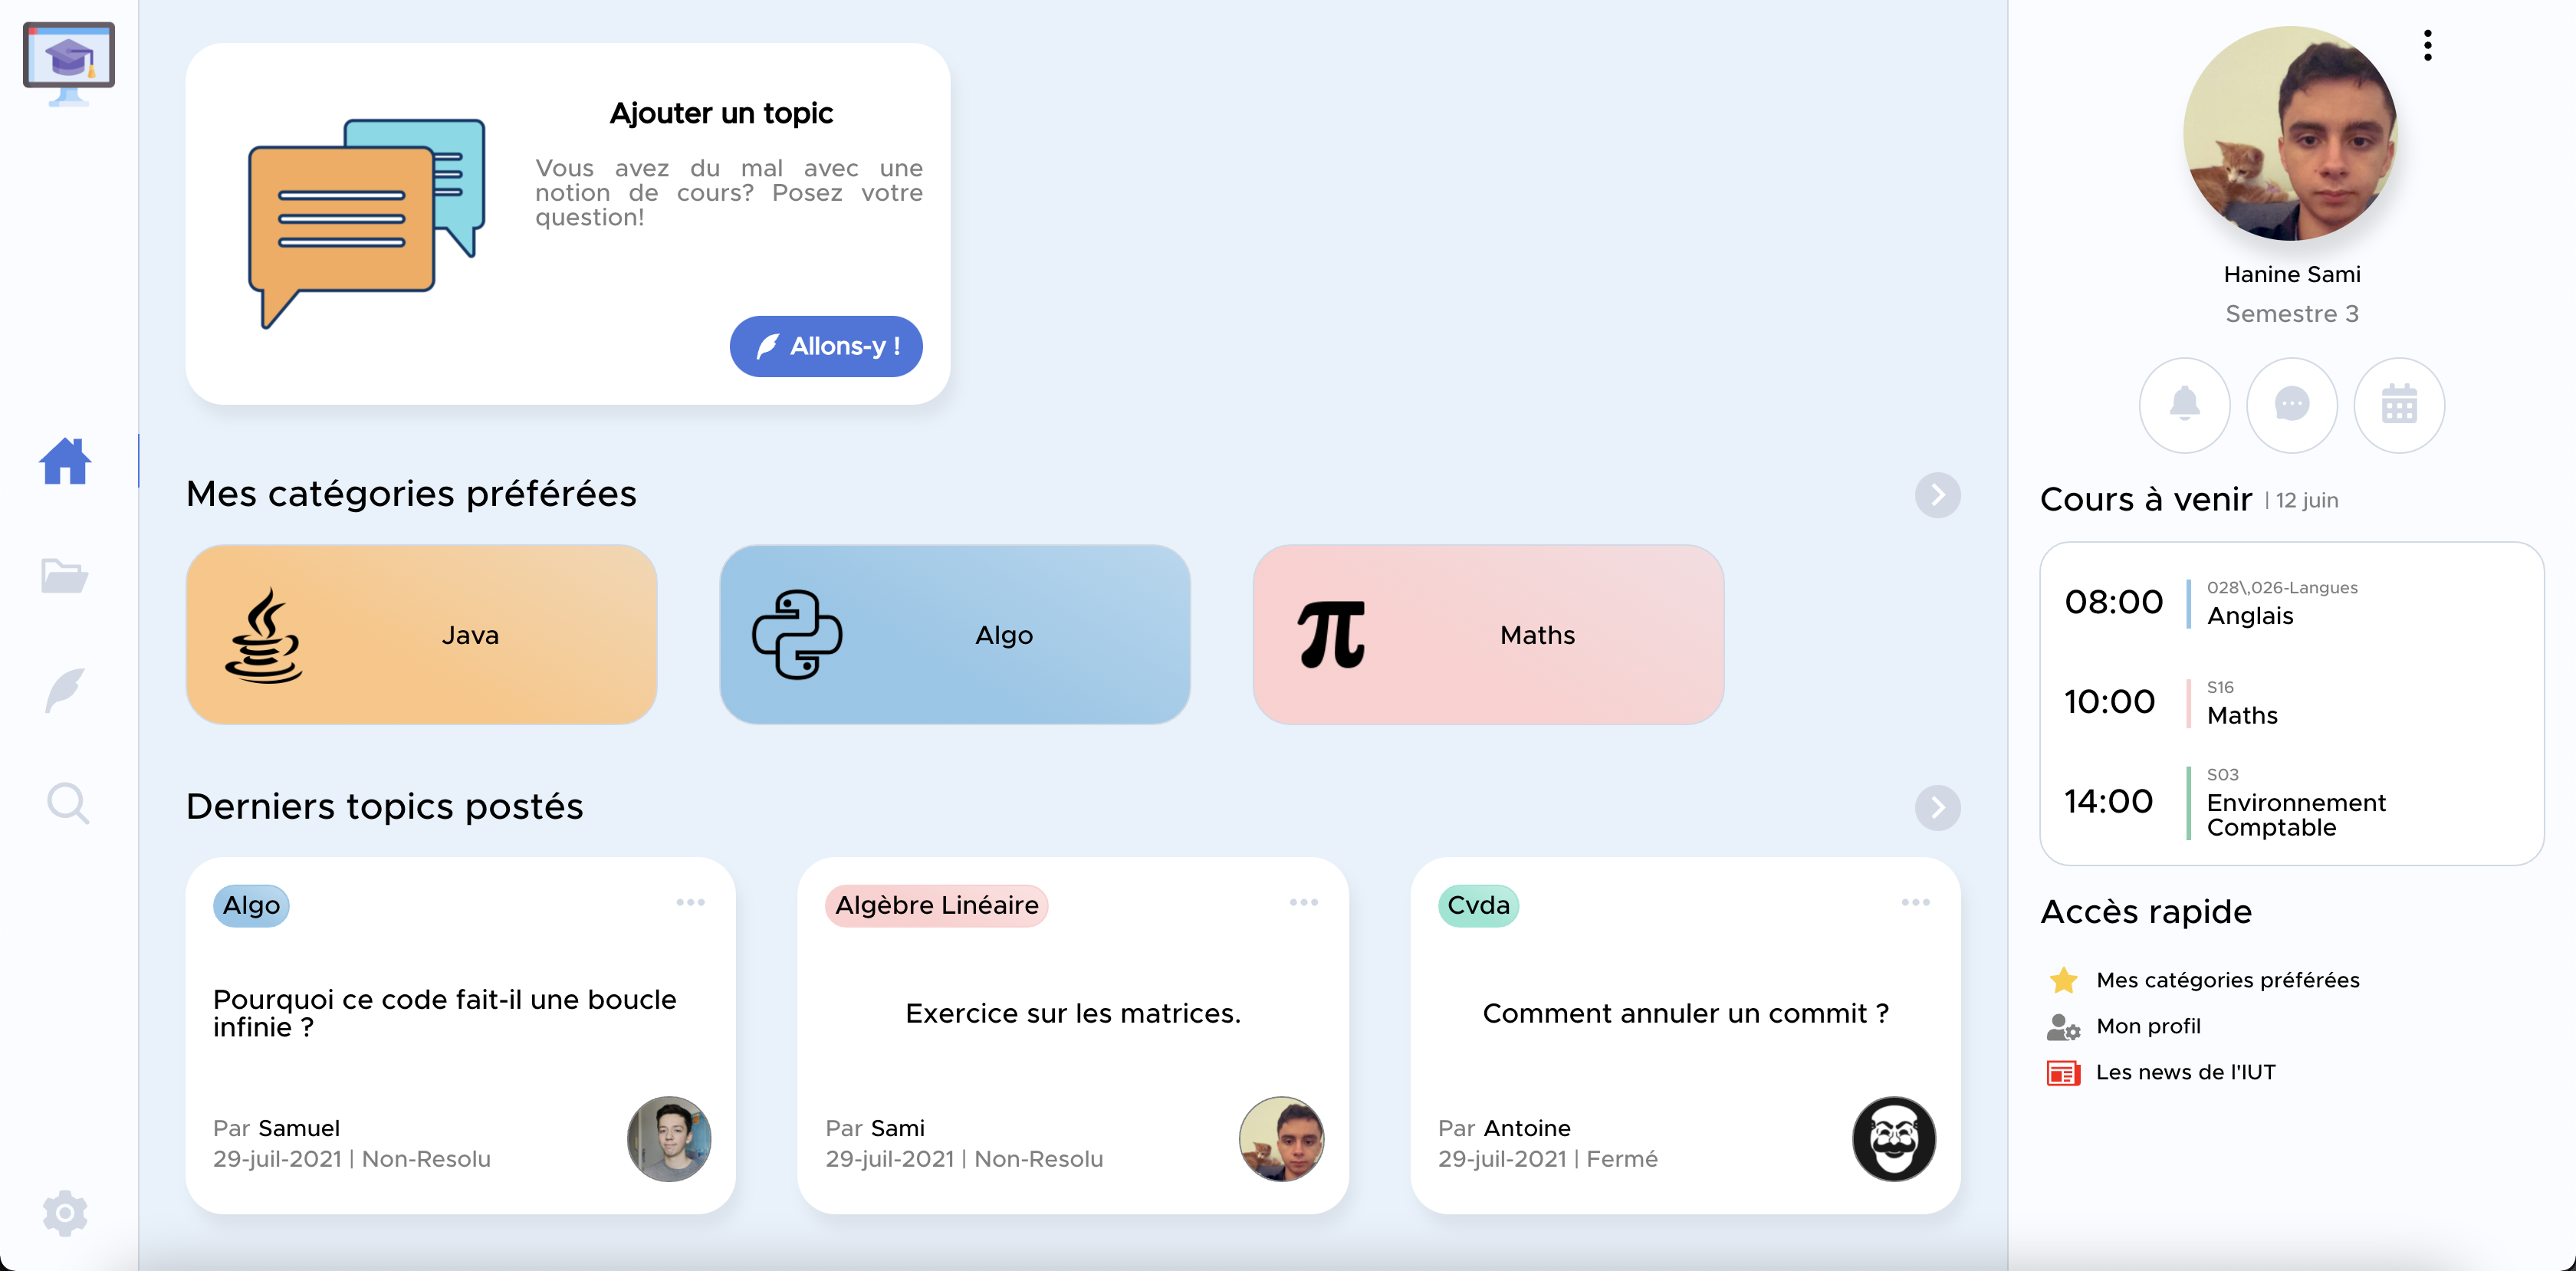 Ajouter un topic
Vous avez du mal avec une
notion de cours? Posez votre
question!
Allons-y !
Mes catégories préférées
Java
Algo
Maths
Derniers topics postés
Algo
Pourquoi ce code fait-il une boucle
infinie ?
Par Samuel
29-juil-2021 | Non-Resolu
Algèbre Linéaire
Exercice sur les matrices.
Par Sami
29-juil-2021 | Non-Resolu
Cvda
Comment annuler un commit ?
Par Antoine
29-juil-2021 | Fermé
Hanine Sami
Semestre 3
Cours à venir | 12 juin
08:00
028\,026-Langues
Anglais
10:00
S16
Maths
14:00
S03
Environnement
Comptable
Accès rapide
Mes catégories préférées
Mon profil
Les news de l'IUT